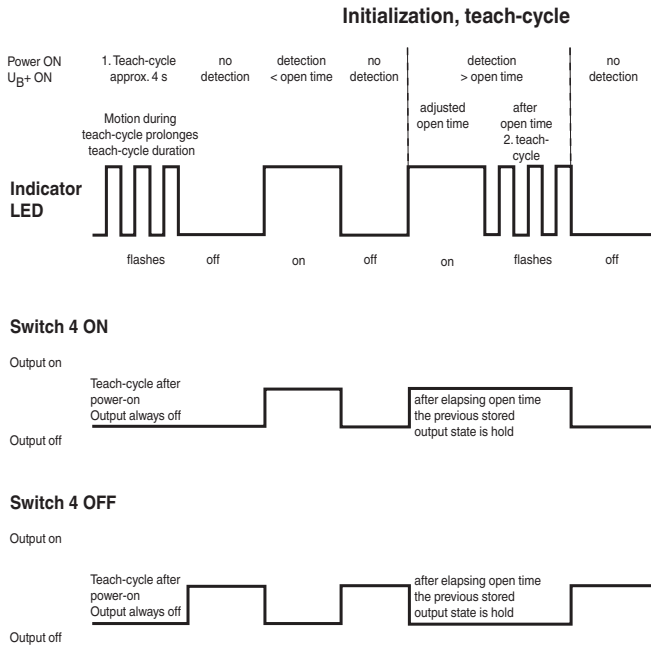 Initialization, teach-cycle
Power ON
UB+ ON
1. Teach-cycle
approx. 4 s
no
detection
detection
< open time
no
detection
detection
> open time
no
detection
Motion during
teach-cycle prolonges
teach-cycle duration
adjusted
open time
after
open time
2. teach-
cycle
Indicator
LED
flashes
off
on
off
on
flashes
off
Switch 4 ON
Output on
Teach-cycle after
power-on
Output always off
after elapsing open time
the previous stored
output state is hold
Output off
Switch 4 OFF
Output on
Teach-cycle after
power-on
Output always off
after elapsing open time
the previous stored
output state is hold
Output off